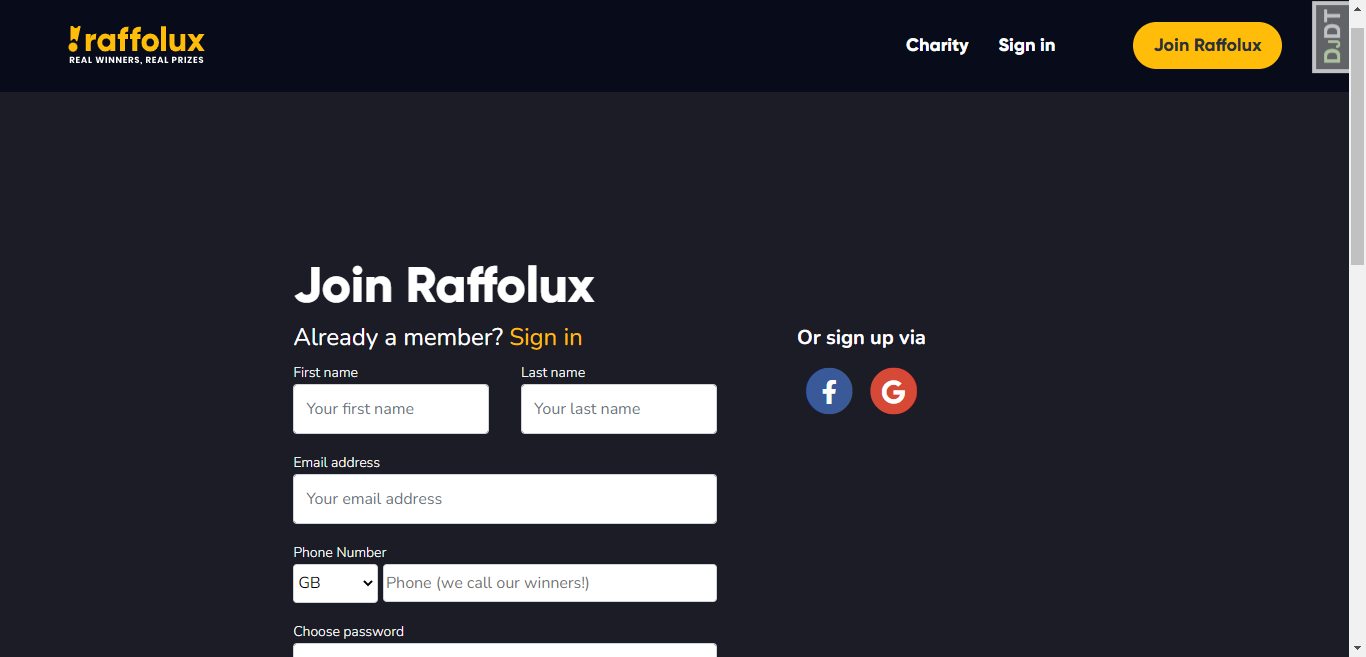 raffolux
REAL WINNERS, REAL PRIZES
Charity
Sign in
Join Raffolux
DjDT
Join Raffolux
Already a member? Sign in
Or sign up via
First name
Last name
Your first name
Your last name
Email address
Your email address
Phone Number
GB
Phone (we call our winners!)
Choose password